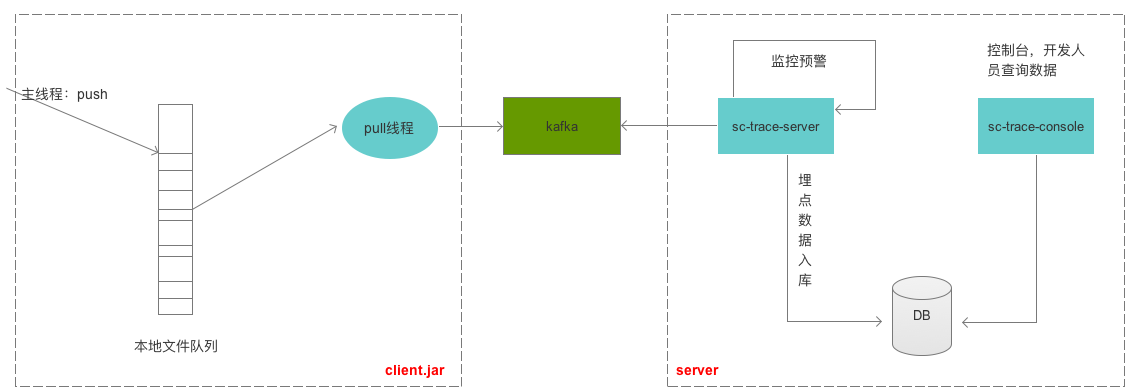 主线程：push
本地文件队列
pull线程
client.jar
kafka
监控预警
控制台，开发人
员查询数据
sc-trace-server
sc-trace-console
埋
点
数
据
入
库
DB
server